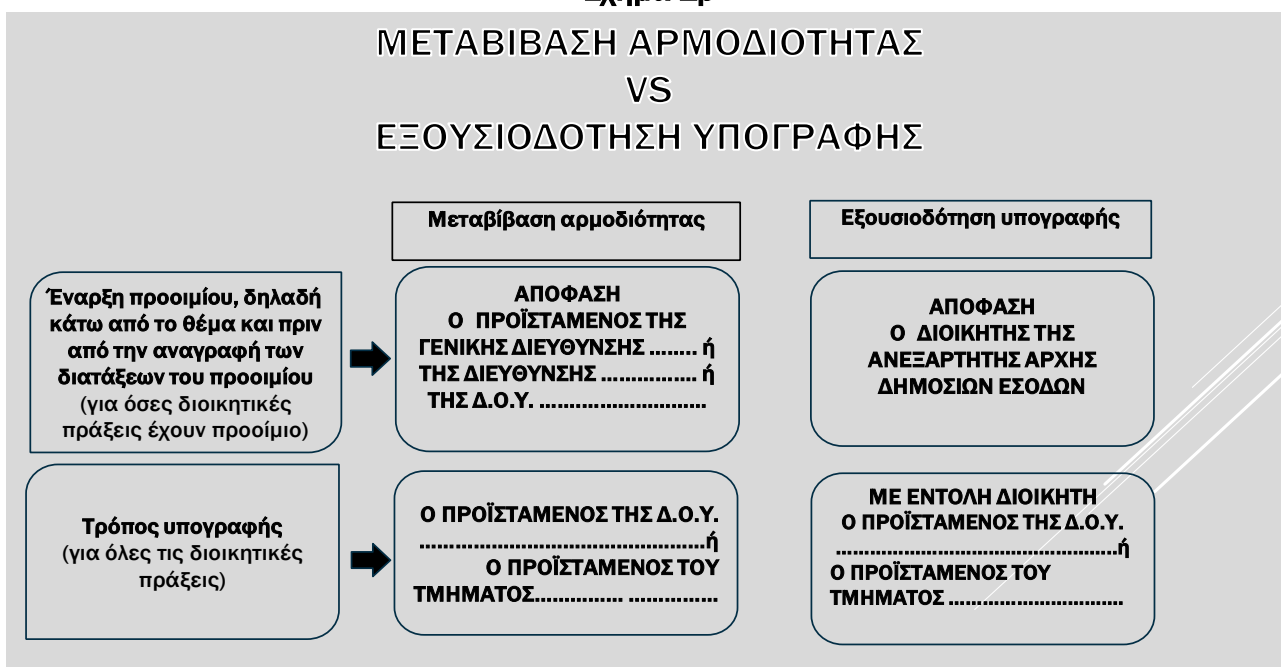 ΜΕΤΑΒΙΒΑΣΗ ΑΡΜΟΔΙΟΤΗΤΑΣ
VS
ΕΞΟΥΣΙΟΔΟΤΗΣΗ ΥΠΟΓΡΑΦΗΣ
Μεταβίβαση αρμοδιότητας
Εξουσιοδότηση υπογραφής
Έναρξη προοιμίου, δηλαδή
κάτω από το θέμα και πριν
από την αναγραφή των
διατάξεων του προοιμίου
(για όσες διοικητικές
πράξεις έχουν προοίμιο)
ΑΠΟΦΑΣΗ
Ο ΠΡΟΪΣΤΑΜΕΝΟΣ ΤΗΣ
ΓΕΝΙΚΗΣ ΔΙΕΥΘΥΝΣΗΣ ........ ή
ΤΗΣ ΔΙΕΥΘΥΝΣΗΣ ................ ή
ΤΗΣ Δ.Ο.Υ. ............................
ΑΠΟΦΑΣΗ
Ο ΔΙΟΙΚΗΤΗΣ ΤΗΣ
ΑΝΕΞΑΡΤΗΤΗΣ ΑΡΧΗΣ
ΔΗΜΟΣΙΩΝ ΕΣΟΔΩΝ
Τρόπος υπογραφής
(για όλες τις διοικητικές
πράξεις)
Ο ΠΡΟΪΣΤΑΜΕΝΟΣ ΤΗΣ Δ.Ο.Υ.
................................................ή
Ο ΠΡΟΪΣΤΑΜΕΝΟΣ ΤΟΥ
ΤΜΗΜΑΤΟΣ............... ...............
ΜΕ ΕΝΤΟΛΗ ΔΙΟΙΚΗΤΗ
Ο ΠΡΟΪΣΤΑΜΕΝΟΣ ΤΗΣ Δ.Ο.Υ.
................................................ή
Ο ΠΡΟΪΣΤΑΜΕΝΟΣ ΤΟΥ
ΤΜΗΜΑΤΟΣ .............................